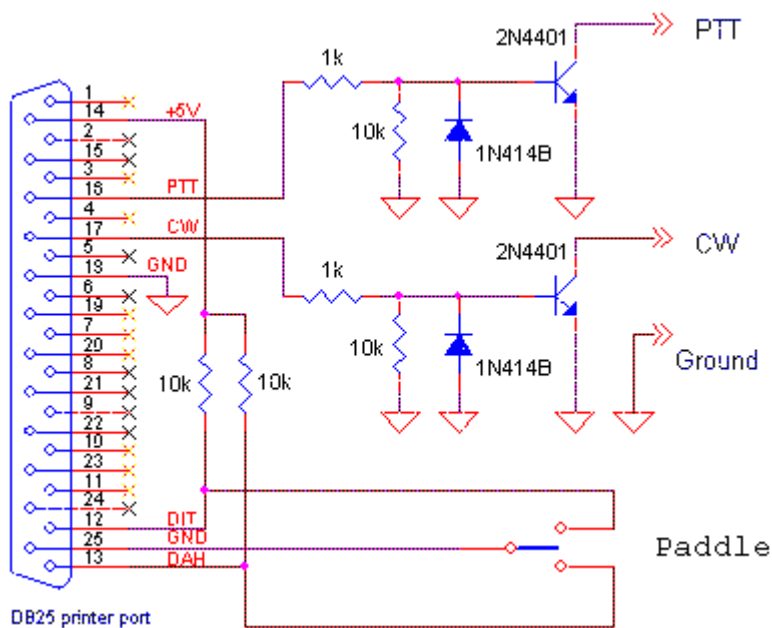 1
14
+5V
2
15
3
16
PTT
4
17
CW
5
18
GND
6
19
7
20
8
21
9
22
10
23
11
24
12
DIT
25
GND
13
DAH
DB25 printer port
1k
10k
1N414B
2N4401
PTT
1k
10k
1N414B
2N4401
CW
Ground
10k
10k
Paddle